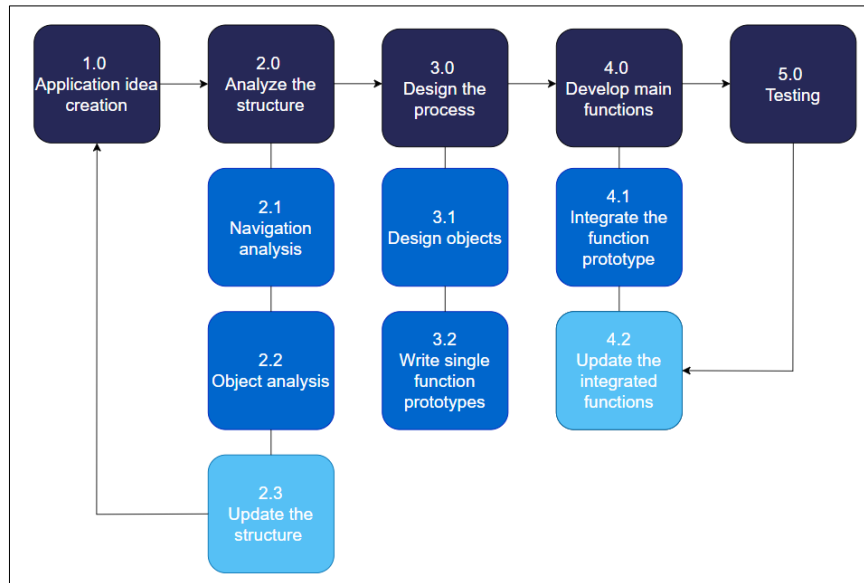 1.0
Application idea
creation
2.0
Analyze the
structure
3.0
Design the
process
4.0
Develop main
functions
5.0
Testing
2.1
Navigation
analysis
3.1
Design objects
4.1
Integrate the
function
prototype
2.2
Object analysis
3.2
Write single
function
prototypes
4.2
Update the
integrated
functions
2.3
Update the
structure